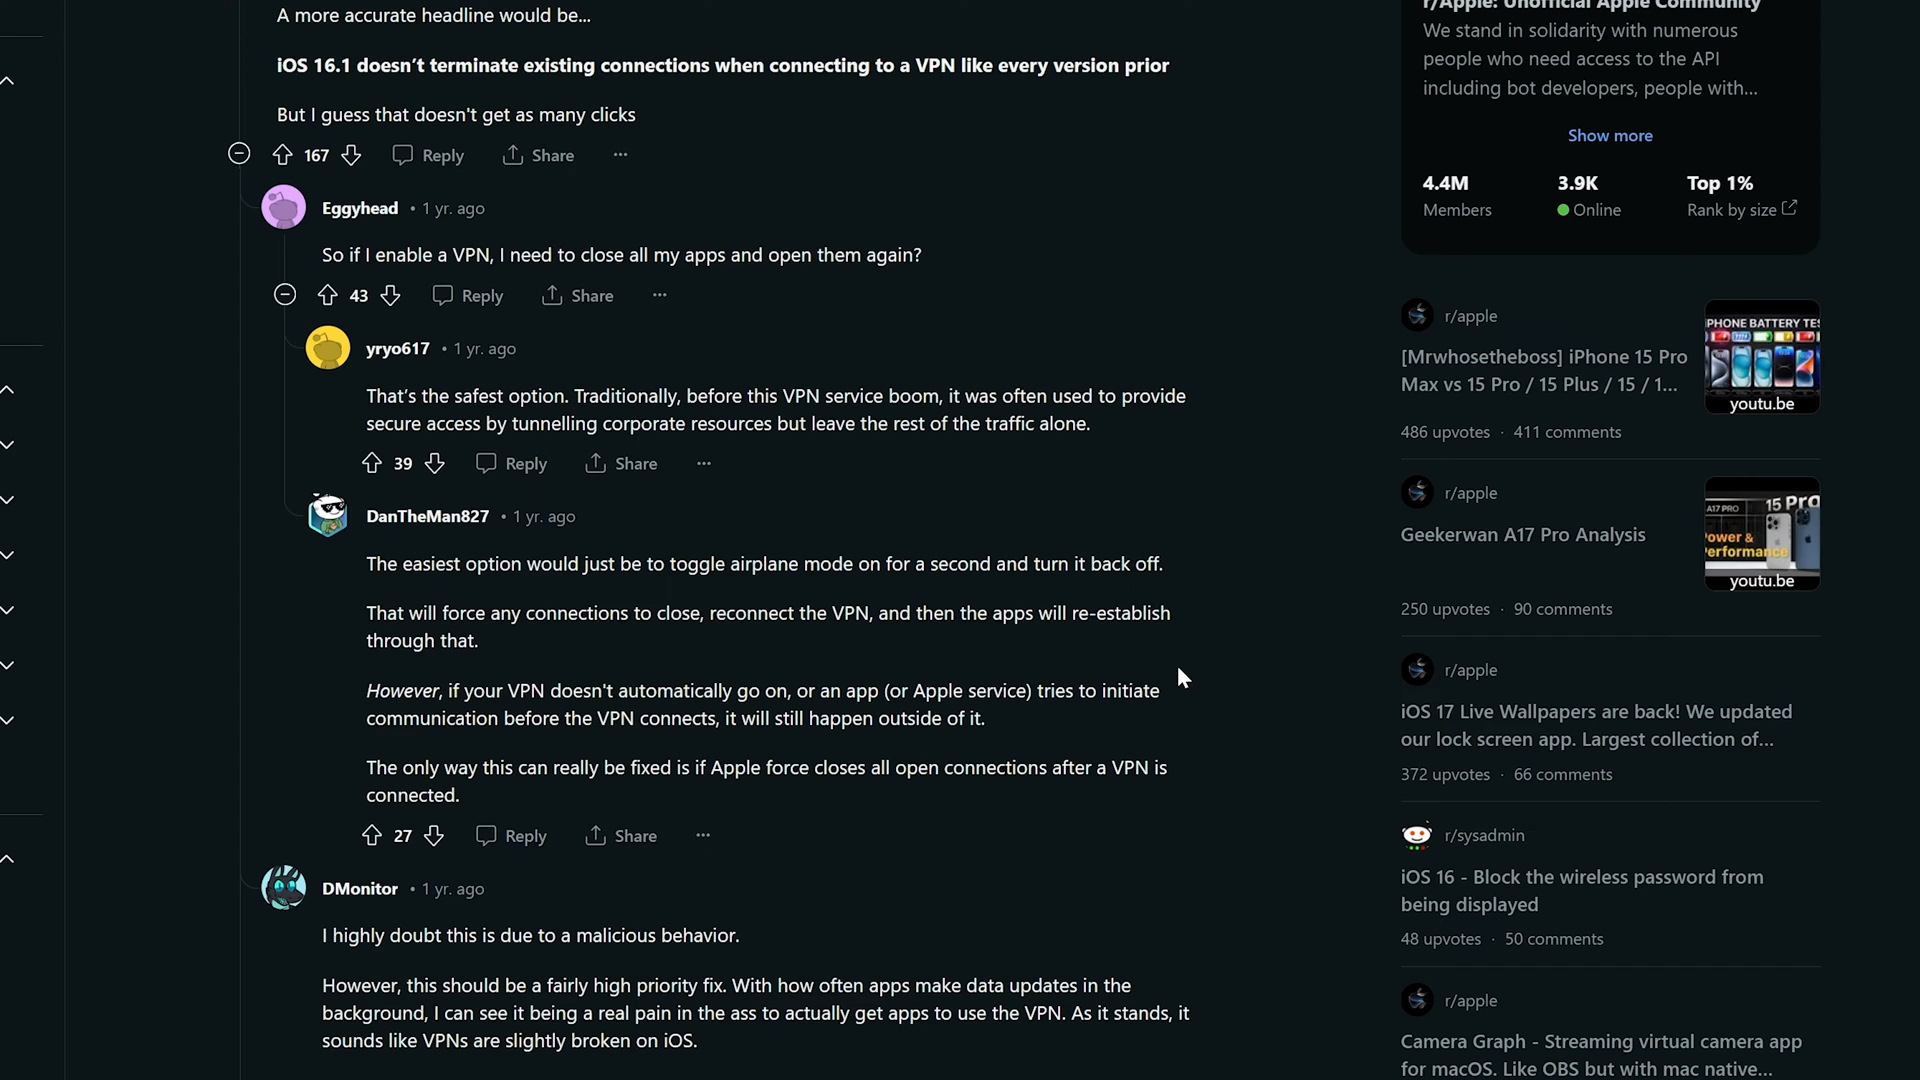 A more accurate headline would be...
iOS 16.1 doesn’t terminate existing connections when connecting to a VPN like every version prior
But I guess that doesn't get as many clicks
167 Reply Share ...
Eggyhead • 1 yr. ago
So if I enable a VPN, I need to close all my apps and open them again?
43 Reply Share ...
yryo617 • 1 yr. ago
That’s the safest option. Traditionally, before this VPN service boom, it was often used to provide
secure access by tunnelling corporate resources but leave the rest of the traffic alone.
39 Reply Share ...
DanTheMan827 • 1 yr. ago
The easiest option would just be to toggle airplane mode on for a second and turn it back off.
That will force any connections to close, reconnect the VPN, and then the apps will re-establish
through that.
However, if your VPN doesn't automatically go on, or an app (or Apple service) tries to initiate
communication before the VPN connects, it will still happen outside of it.
The only way this can really be fixed is if Apple force closes all open connections after a VPN is
connected.
27 Reply Share ...
DMonitor • 1 yr. ago
I highly doubt this is due to a malicious behavior.
However, this should be a fairly high priority fix. With how often apps make data updates in the
background, I can see it being a real pain in the ass to actually get apps to use the VPN. As it stands, it
sounds like VPNs are slightly broken on iOS.
r/Apple: Unofficial Apple Community
We stand in solidarity with numerous
people who need access to the API
including bot developers, people with...
Show more
4.4M 3.9K Top 1%
Members Online Rank by size
r/apple
[Mrwhosetheboss] iPhone 15 Pro
Max vs 15 Pro / 15 Plus / 15 / 1...
PHONE BATTERY TES
youtu.be
486 upvotes · 411 comments
r/apple
Geekerwan A17 Pro Analysis
A17 PRO 15 Pro
ower &
erformance
youtu.be
250 upvotes · 90 comments
r/apple
iOS 17 Live Wallpapers are back! We updated
our lock screen app. Largest collection of...
372 upvotes · 66 comments
r/sysadmin
iOS 16 - Block the wireless password from
being displayed
48 upvotes · 50 comments
r/apple
Camera Graph - Streaming virtual camera app
for macOS. Like OBS but with mac native...